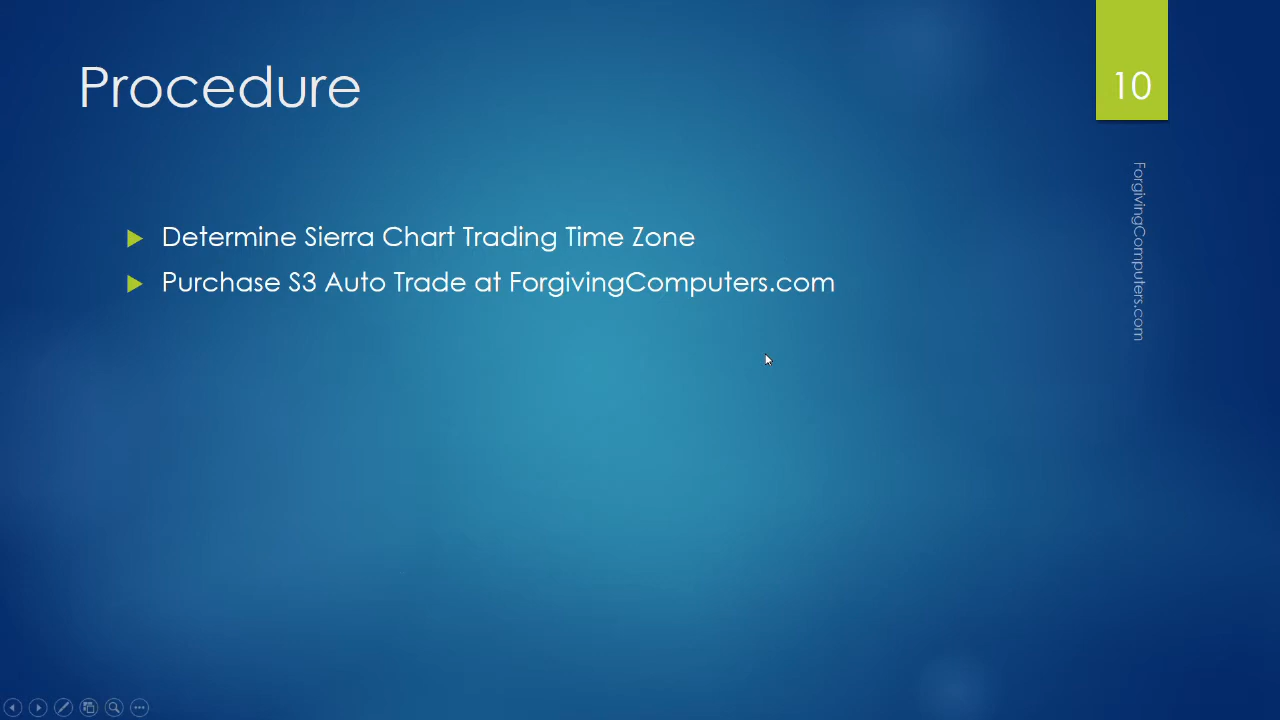 Procedure
10
Determine Sierra Chart Trading Time Zone
Purchase S3 Auto Trade at ForgivingComputers.com
ForgivingComputers.com